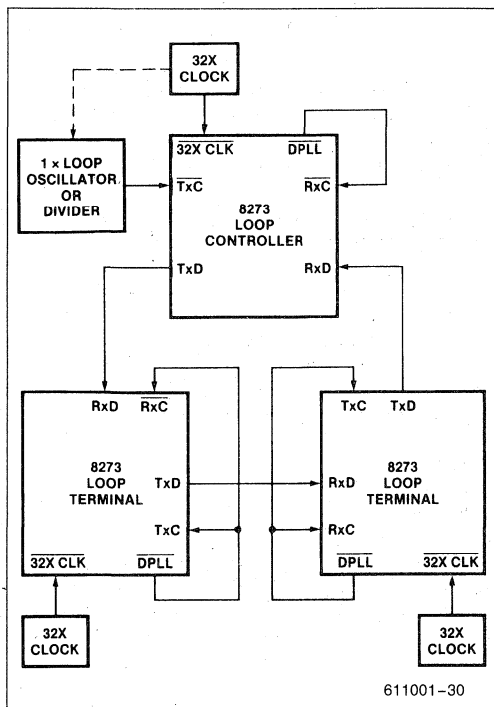 32X
CLOCK
1 x LOOP
OSCILLATOR
OR
DIVIDER
32X CLK
DPLL
TxC
RxC
8273
LOOP
CONTROLLER
TxD
RxD
RxD
RxC
8273
LOOP
TERMINAL
TxD
TxC
32X CLK
DPLL
32X
CLOCK
TxC
TxD
8273
LOOP
TERMINAL
RxD
RxC
DPLL
32X CLK
32X
CLOCK
611001-30